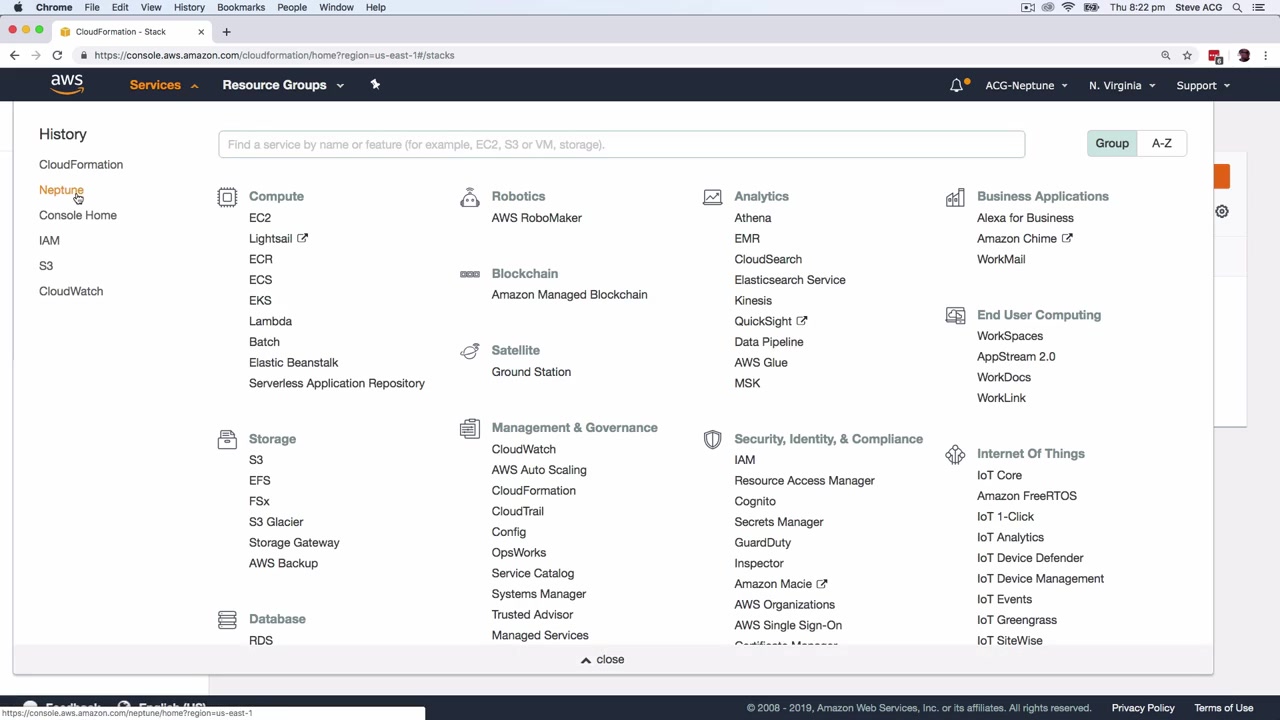 Chrome File Edit View History Bookmarks People Window Help
Thu 8:22 pm Steve ACG
CloudFormation - Stack
https://console.aws.amazon.com/cloudformation/home?region=us-east-1#/stacks
aws Services Resource Groups ACG-Neptune N. Virginia Support
History
CloudFormation
Neptune
Console Home
IAM
S3
CloudWatch
Find a service by name or feature (for example, EC2, S3 or VM, storage).
Group A-Z
Compute
EC2
Lightsail
ECR
ECS
EKS
Lambda
Batch
Elastic Beanstalk
Serverless Application Repository
Storage
S3
EFS
FSx
S3 Glacier
Storage Gateway
AWS Backup
Database
RDS
Robotics
AWS RoboMaker
Blockchain
Amazon Managed Blockchain
Satellite
Ground Station
Management & Governance
CloudWatch
AWS Auto Scaling
CloudFormation
CloudTrail
Config
OpsWorks
Service Catalog
Systems Manager
Trusted Advisor
Managed Services
Analytics
Athena
EMR
CloudSearch
Elasticsearch Service
Kinesis
QuickSight
Data Pipeline
AWS Glue
MSK
Security, Identity, & Compliance
IAM
Resource Access Manager
Cognito
Secrets Manager
GuardDuty
Inspector
Amazon Macie
AWS Organizations
AWS Single Sign-On
Certificate Manager
Business Applications
Alexa for Business
Amazon Chime
WorkMail
End User Computing
WorkSpaces
AppStream 2.0
WorkDocs
WorkLink
Internet Of Things
IoT Core
Amazon FreeRTOS
IoT 1-Click
IoT Analytics
IoT Device Defender
IoT Device Management
IoT Events
IoT Greengrass
IoT SiteWise
close
Feedback English (US)
https://console.aws.amazon.com/neptune/home?region=us-east-1
© 2008 - 2019, Amazon Web Services, Inc. or its affiliates. All rights reserved. Privacy Policy Terms of Use